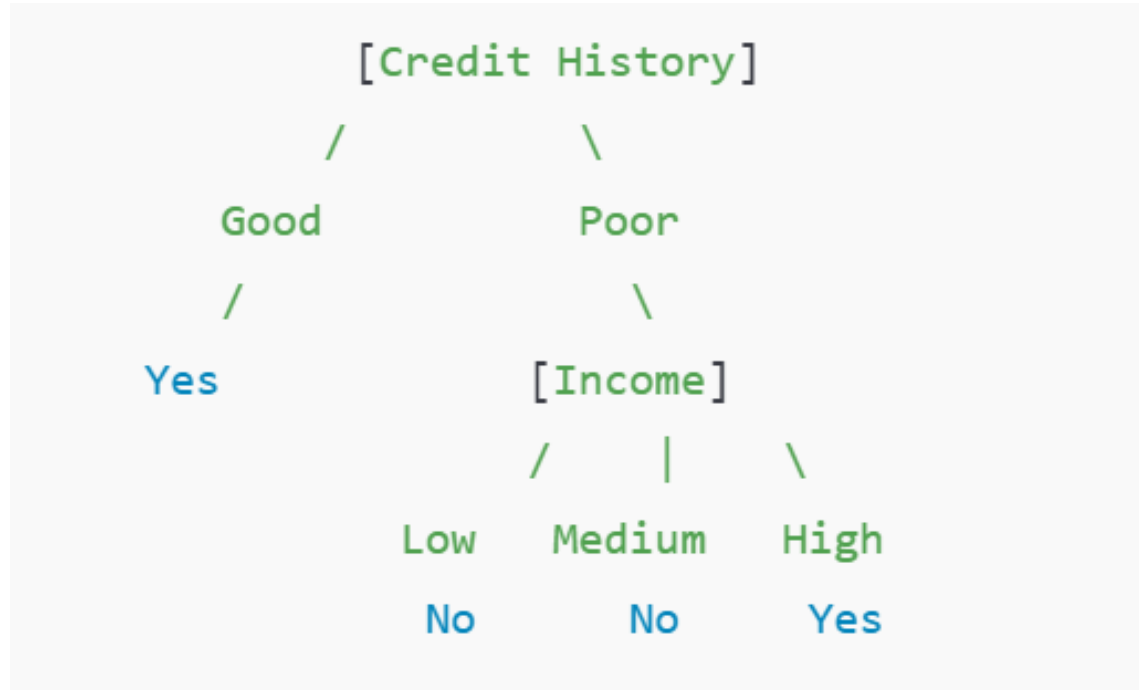 [Credit History]
/ \
Good Poor
/ \
Yes [Income]
/ | \
Low Medium High
No No Yes